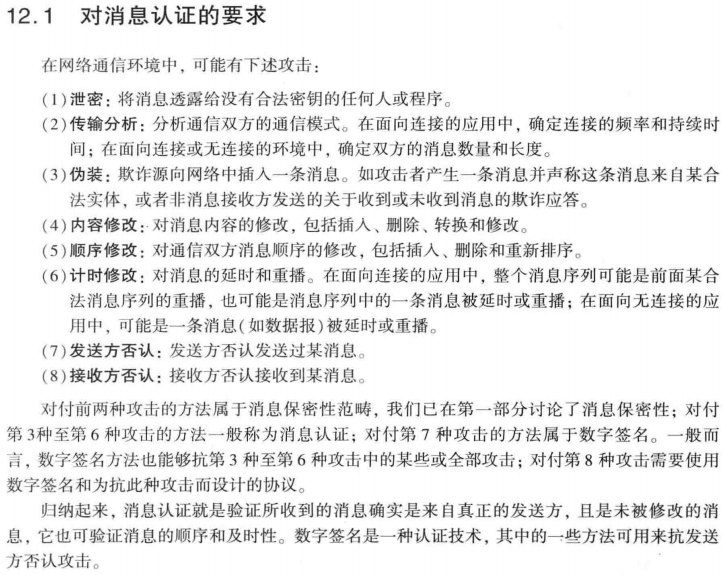 12.1 对消息认证的要求
在网络通信环境中，可能有下述攻击：
(1)泄密：将消息透露给没有合法密钥的任何人或程序。
(2)传输分析：分析通信双方的通信模式。在面向连接的应用中，确定连接的频率和持续时
间；在面向连接或无连接的环境中，确定双方的消息数量和长度。
(3)伪装：欺诈源向网络中插入一条消息。如攻击者产生一条消息并声称这条消息来自某合
法实体，或者非消息接收方发送的关于收到或未收到消息的欺诈应答。
(4)内容修改：对消息内容的修改，包括插入、删除、转换和修改。
(5)顺序修改：对通信双方消息顺序的修改，包括插入、删除和重新排序。
(6)计时修改：对消息的延时和重播。在面向连接的应用中，整个消息序列可能是前面某合
法消息序列的重播，也可能是消息序列中的一条消息被延时或重播；在面向无连接的应
用中，可能是一条消息(如数据报)被延时或重播。
(7)发送方否认：发送方否认发送过某消息。
(8)接收方否认：接收方否认接收到某消息。
对付前两种攻击的方法属于消息保密性范畴，我们已在第一部分讨论了消息保密性；对付
第3种至第6种攻击的方法一般称为消息认证；对付第7种攻击的方法属于数字签名。一般而
言，数字签名方法也能够抗第3种至第6种攻击中的某些或全部攻击；对付第8种攻击需要使用
数字签名和为抗此种攻击而设计的协议。
归纳起来，消息认证就是验证所收到的消息确实是来自真正的发送方，且是未被修改的消
息，它也可验证消息的顺序和及时性。数字签名是一种认证技术，其中的一些方法可用来抗发送
方否认攻击。